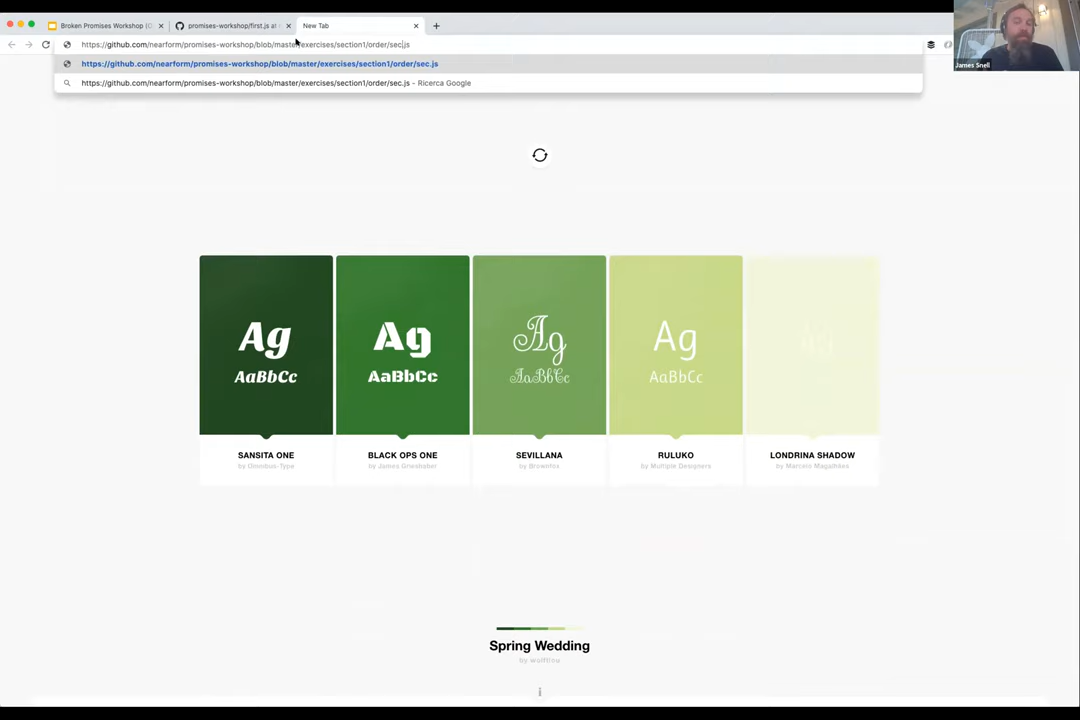 Broken Promises Workshop (O
promises-workshop/first.js at
New Tab
https://github.com/nearform/promises-workshop/blob/master/exercises/section1/order/sec.js
https://github.com/nearform/promises-workshop/blob/master/exercises/section1/order/sec.js
https://github.com/nearform/promises-workshop/blob/master/exercises/section1/order/sec.js - Ricerca Google
James Snell
Ag Ag Ag Ag Ag
AaBbCc AaBbCc AaBbCc AaBbCc
SANSITA ONE BLACK OPS ONE SEVILLANA RULUKO LONDRINA SHADOW
by Omnibus-Type by James Grieshaber by Brownfox by Multiple Designers by Marcelo Magalhães
Spring Wedding
by wolftinu